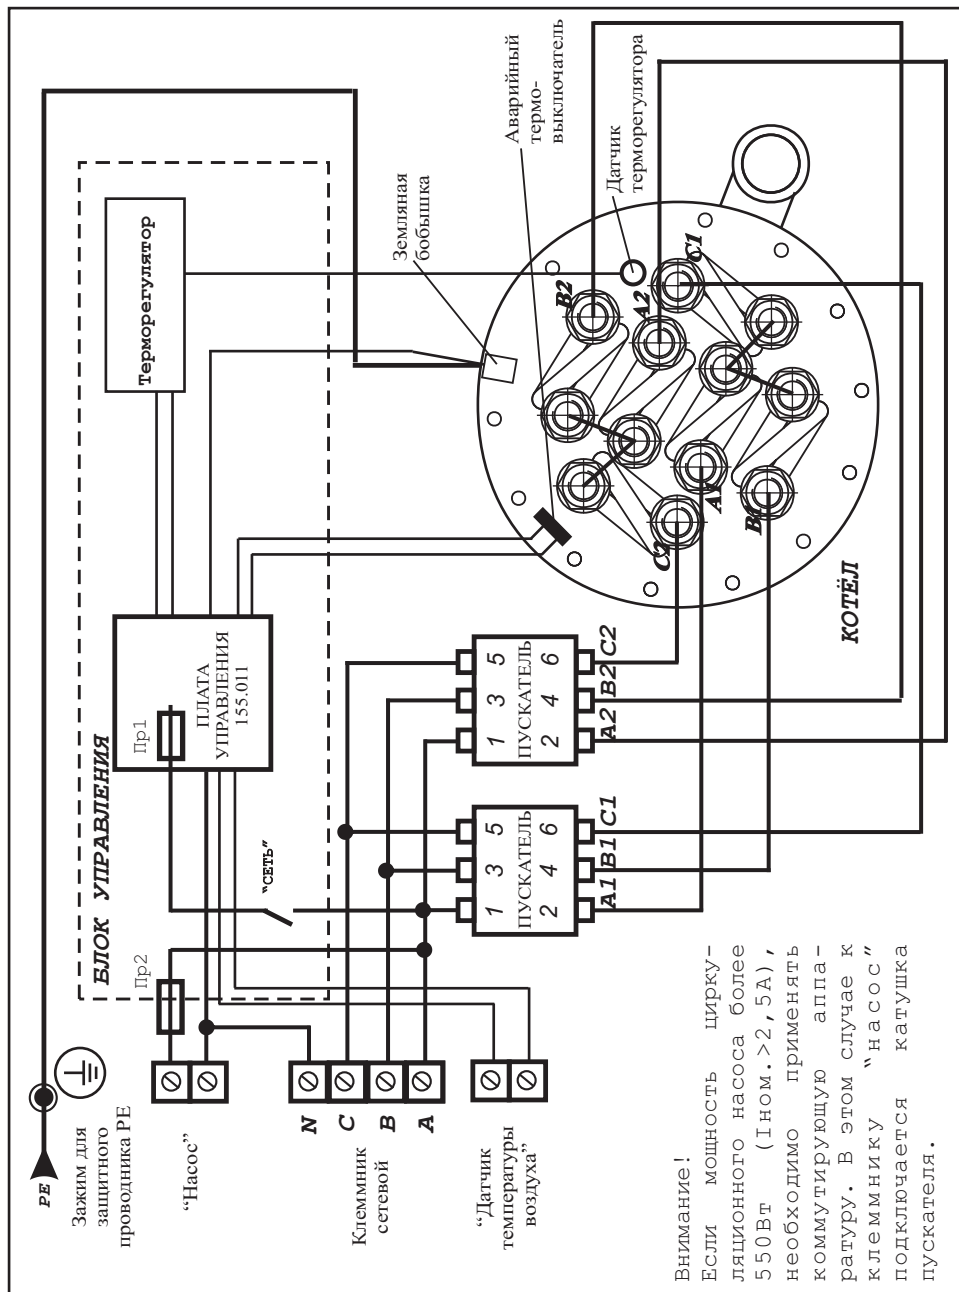 PE
Зажим для
защитного
проводника PE
“Насос”
N
C
B
A
Клеммник
сетевой
“Датчик
температуры
воздуха”
БЛОК УПРАВЛЕНИЯ
Пр2
Пр1
“СЕТЬ”
ПЛАТА
УПРАВЛЕНИЯ
155.011
Терморегулятор
1 3 5
ПУСКАТЕЛЬ
2 4 6
A1 B1 C1
1 3 5
ПУСКАТЕЛЬ
2 4 6
A2 B2 C2
Земляная
бобышка
Аварийный
термо-
выключатель
Датчик
терморегулятора
B2
A2
C1
C2
A1
B1
КОТЁЛ
Внимание!
Если мощность цирку-
ляционного насоса более
550Вт (Iном.>2,5А),
необходимо применять
коммутирующую аппа-
ратуру. В этом случае к
клеммнику “насос”
подключается катушка
пускателя.